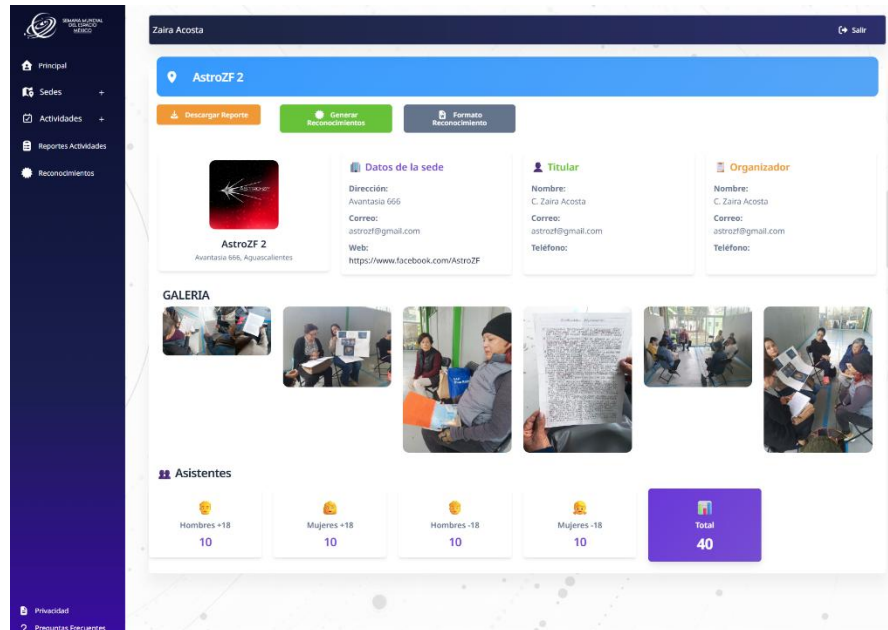 SEMANA MUNDIAL
DEL ESPACIO
MÉXICO
Zaira Acosta
Salir
Principal
Sedes +
Actividades +
Reportes Actividades
Reconocimientos
AstroZF 2
Descargar Reporte
Generar
Reconocimientos
Formato
Reconocimiento
AstroZF 2
Avantasia 666, Aguascalientes
Datos de la sede
Dirección:
Avantasia 666
Correo:
astrozf@gmail.com
Web:
https://www.facebook.com/AstroZF
Titular
Nombre:
C. Zaira Acosta
Correo:
astrozf@gmail.com
Teléfono:
Organizador
Nombre:
C. Zaira Acosta
Correo:
astrozf@gmail.com
Teléfono:
GALERIA
Asistentes
Hombres +18
10
Mujeres +18
10
Hombres -18
10
Mujeres -18
10
Total
40
Privacidad
Preguntas Frecuentes